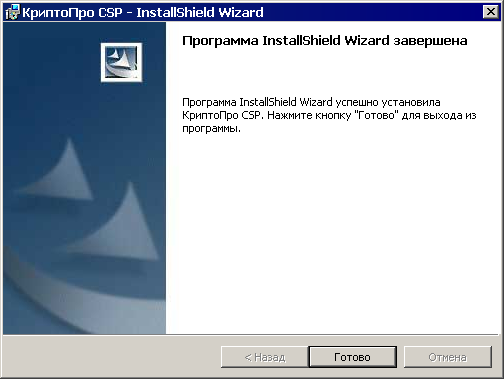 КриптоПро CSP - InstallShield Wizard
Программа InstallShield Wizard завершена
Программа InstallShield Wizard успешно установила
КриптоПро CSP. Нажмите кнопку "Готово" для выхода из
программы.
< Назад
Готово
Отмена